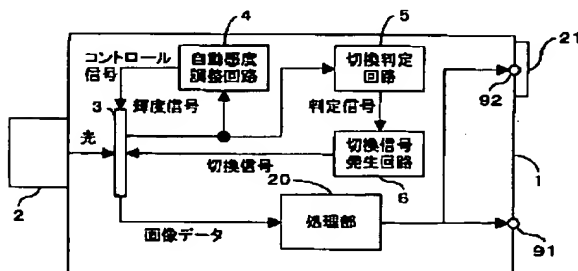 4
5
21
コントロール
信号
自動感度
調整回路
切換判定
回路
92
3
輝度信号
判定信号
光
切換信号
切換信号
発生回路
2
20
6
1
処理部
画像データ
91